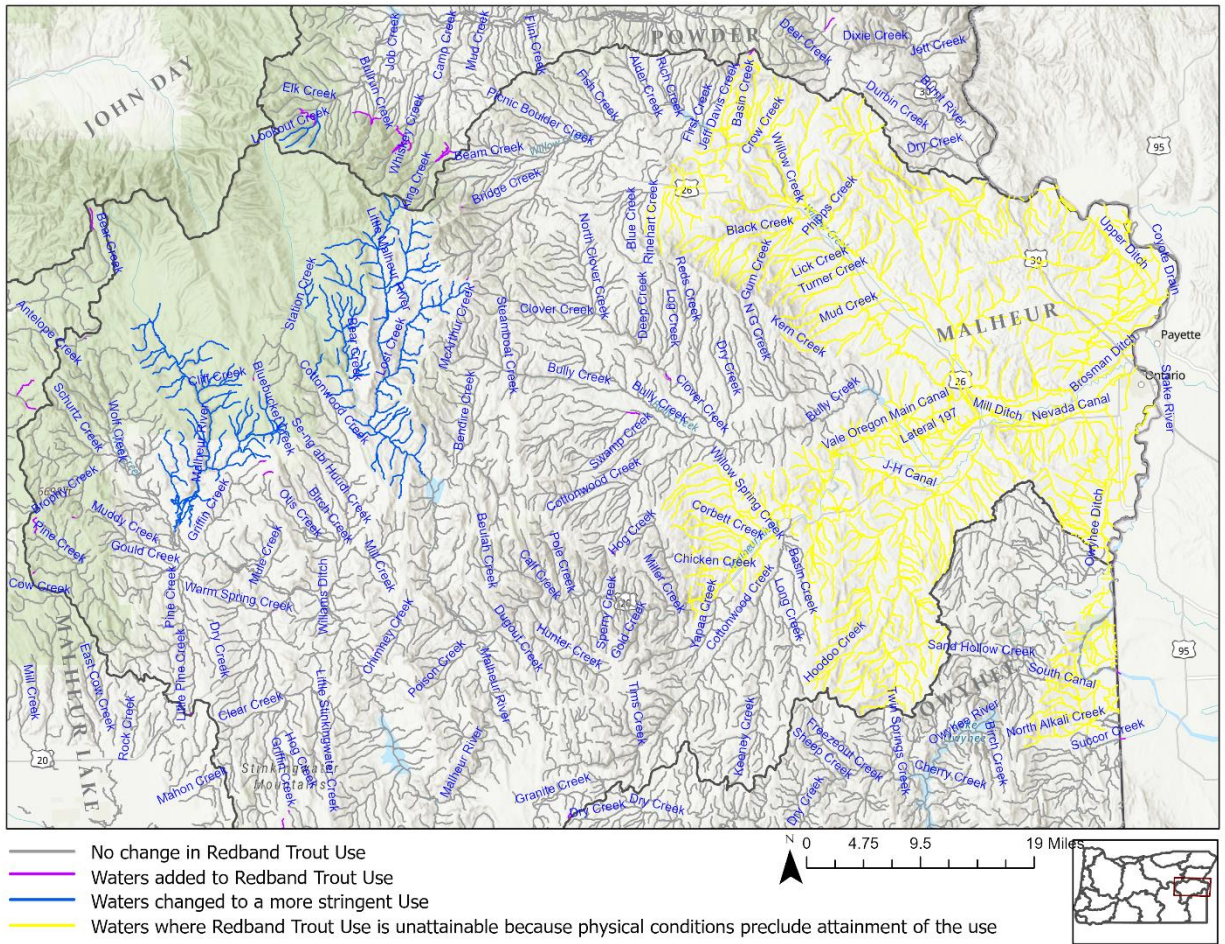 POWDER
Deer Creek
Dixie Creek
Jett Creek
Job Creek
Camp Creek
Mud Creek
Flint Creek
JOHN DAY
Elk Creek
Bullrun Creek
Fish Creek
Alder Creek
Rich Creek
First Creek
Jeff Davis Creek
Basin Creek
Crow Creek
Durbin Creek
Burnt River
Dry Creek
95
Lookout Creek
Whiskey Creek
King Creek
Picnic Boulder Creek
Beam Creek
Bridge Creek
Willow Creek
26
Blue Creek
Rinehart Creek
Black Creek
Phipps Creek
Bear Creek
Little Malheur River
Station Creek
North Clover Creek
Lick Creek
Turner Creek
Gum Creek
30
Upper Ditch
Coyote Drain
Antelope Creek
Bear Creek
Lost Creek
McArthur Creek
Steamboat Creek
Clover Creek
Deep Creek
Log Creek
Reds Creek
N G Creek
Kern Creek
Mud Creek
MALHEUR
Payette
Ontario
Brosman Ditch
Snake River
Cliff Creek
Bluebucket Creek
Cottonwood Creek
Bendire Creek
Bully Creek
Bully Creek
Clover Creek
Dry Creek
Bully Creek
26
Mill Ditch
Nevada Canal
Vale Oregon Main Canal
Lateral 197
J-H Canal
Schurtz Creek
Wolf Creek
Malheur River
Swamp Creek
Cottonwood Creek
Willow Spring Creek
Brophy Creek
Muddy Creek
Gould Creek
Griffin Creek
Otis Creek
Birch Creek
Hog Creek
Corbett Creek
Chicken Creek
Owyhee Ditch
Pine Creek
Cow Creek
Pine Creek
Warm Spring Creek
Miller Creek
Mill Creek
Williams Ditch
Beulah Creek
Calf Creek
Pole Creek
Miller Creek
Sperry Creek
Gold Creek
Yanaa Creek
Cottonwood Creek
Basin Creek
Long Creek
Hoodoo Creek
MALHEUR LAKE
Mill Creek
East Cow Creek
Rock Creek
Little Pine Creek
Dry Creek
Clear Creek
Chimney Creek
Poison Creek
Dugout Creek
Hunter Creek
Malheur River
Sand Hollow Creek
South Canal
95
OWYHEE
Owyhee River
Birch Creek
North Alkali Creek
Succor Creek
20
Mahon Creek
Stinkingwater
Mountains
Griffin Creek
Hog Creek
Little Stinkingwater Creek
Malheur River
Granite Creek
Tims Creek
Keeney Creek
Dry Creek
Dry Creek
Dry Creek
Sheep Creek
Freezeout Creek
Twin Springs Creek
Cherry Creek
No change in Redband Trout Use
Waters added to Redband Trout Use
Waters changed to a more stringent Use
Waters where Redband Trout Use is unattainable because physical conditions preclude attainment of the use
N
0 4.75 9.5 19 Miles